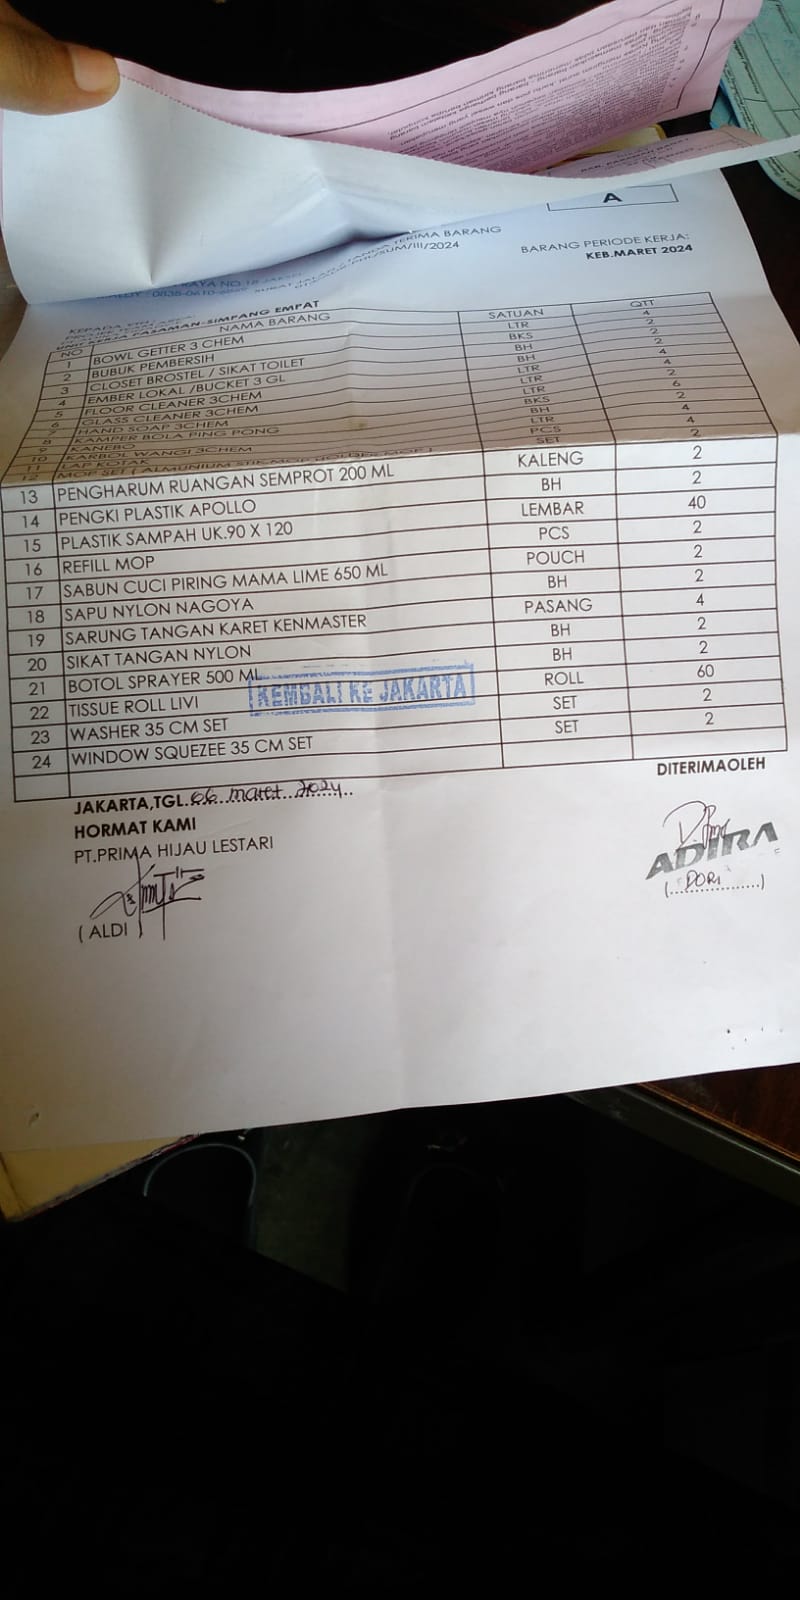 A
TANDA TERIMA BARANG
BARANG PERIODE KERJA:
/SUM/III/2024
KEB.MARET 2024
PASAMAN-SIMPANG EMPAT
NO NAMA BARANG SATUAN QTT
1 BOWL GETTER 3 CHEM LTR 4
2 BUBUK PEMBERSIH BKS 2
3 CLOSET BROSTEL / SIKAT TOILET BH 2
4 EMBER LOKAL /BUCKET 3 GL BH 2
5 FLOOR CLEANER 3CHEM LTR 4
6 GLASS CLEANER 3CHEM LTR 4
7 HAND SOAP 3CHEM LTR 2
8 KAMPER BOLA PING PONG BKS 6
9 KANEBO BH 2
10 KARBOL WANGI 3CHEM LTR 4
11 LAP KOTAK PCS 4
12 MOP SET ( ALMUNIUM STIK MOP HOLDER MOP ) SET 2
13 PENGHARUM RUANGAN SEMPROT 200 ML KALENG 2
14 PENGKI PLASTIK APOLLO BH 2
15 PLASTIK SAMPAH UK.90 X 120 LEMBAR 40
16 REFILL MOP PCS 2
17 SABUN CUCI PIRING MAMA LIME 650 ML POUCH 2
18 SAPU NYLON NAGOYA BH 2
19 SARUNG TANGAN KARET KENMASTER PASANG 4
20 SIKAT TANGAN NYLON BH 2
21 BOTOL SPRAYER 500 ML BH 2
22 TISSUE ROLL LIVI ROLL 60
23 WASHER 35 CM SET SET 2
24 WINDOW SQUEZEE 35 CM SET SET 2
KEMBALI KE JAKARTA
JAKARTA,TGL.06 maret 2024
DITERIMAOLEH
HORMAT KAMI
PT.PRIMA HIJAU LESTARI
ADIRA
( ALDI )
( DORI )